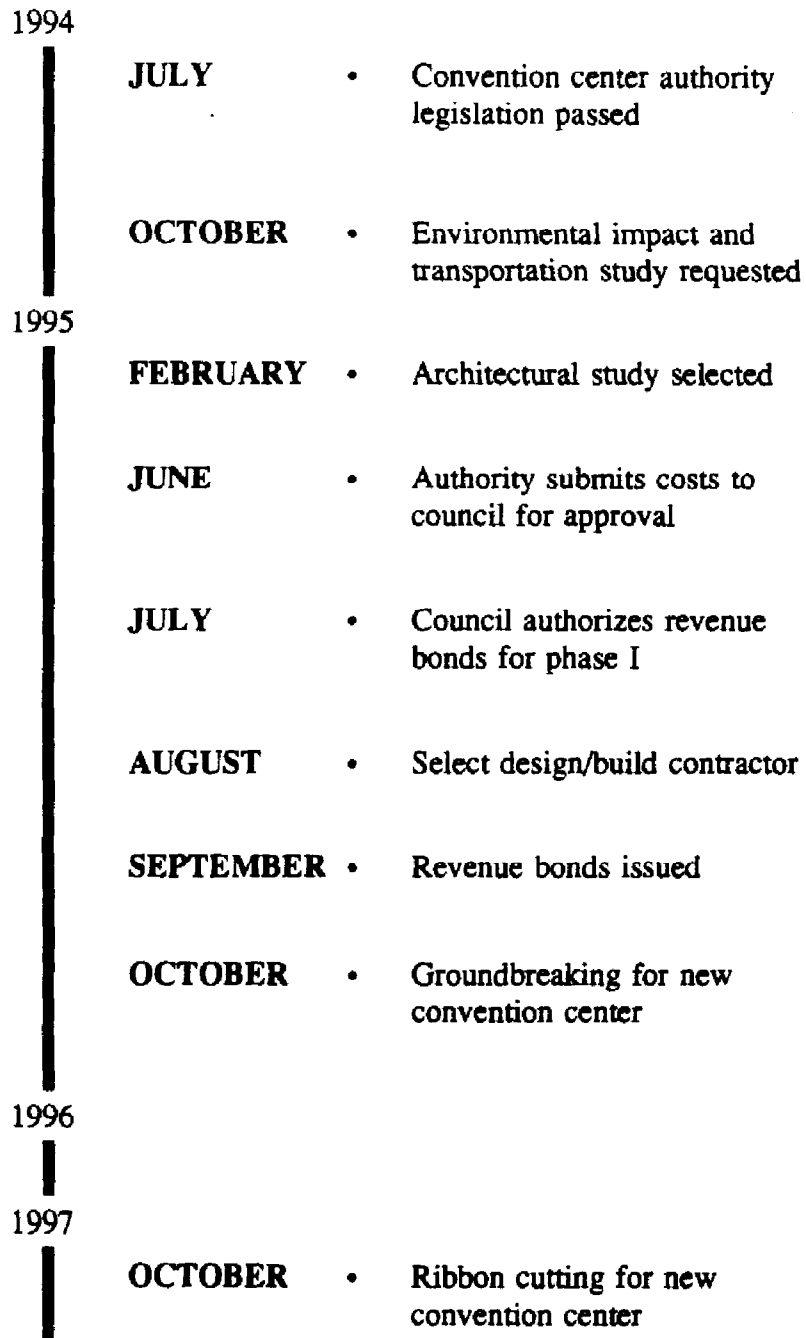 1994
JULY • Convention center authority
legislation passed
OCTOBER • Environmental impact and
transportation study requested
1995
FEBRUARY • Architectural study selected
JUNE • Authority submits costs to
council for approval
JULY • Council authorizes revenue
bonds for phase I
AUGUST • Select design/build contractor
SEPTEMBER • Revenue bonds issued
OCTOBER • Groundbreaking for new
convention center
1996
1997
OCTOBER • Ribbon cutting for new
convention center